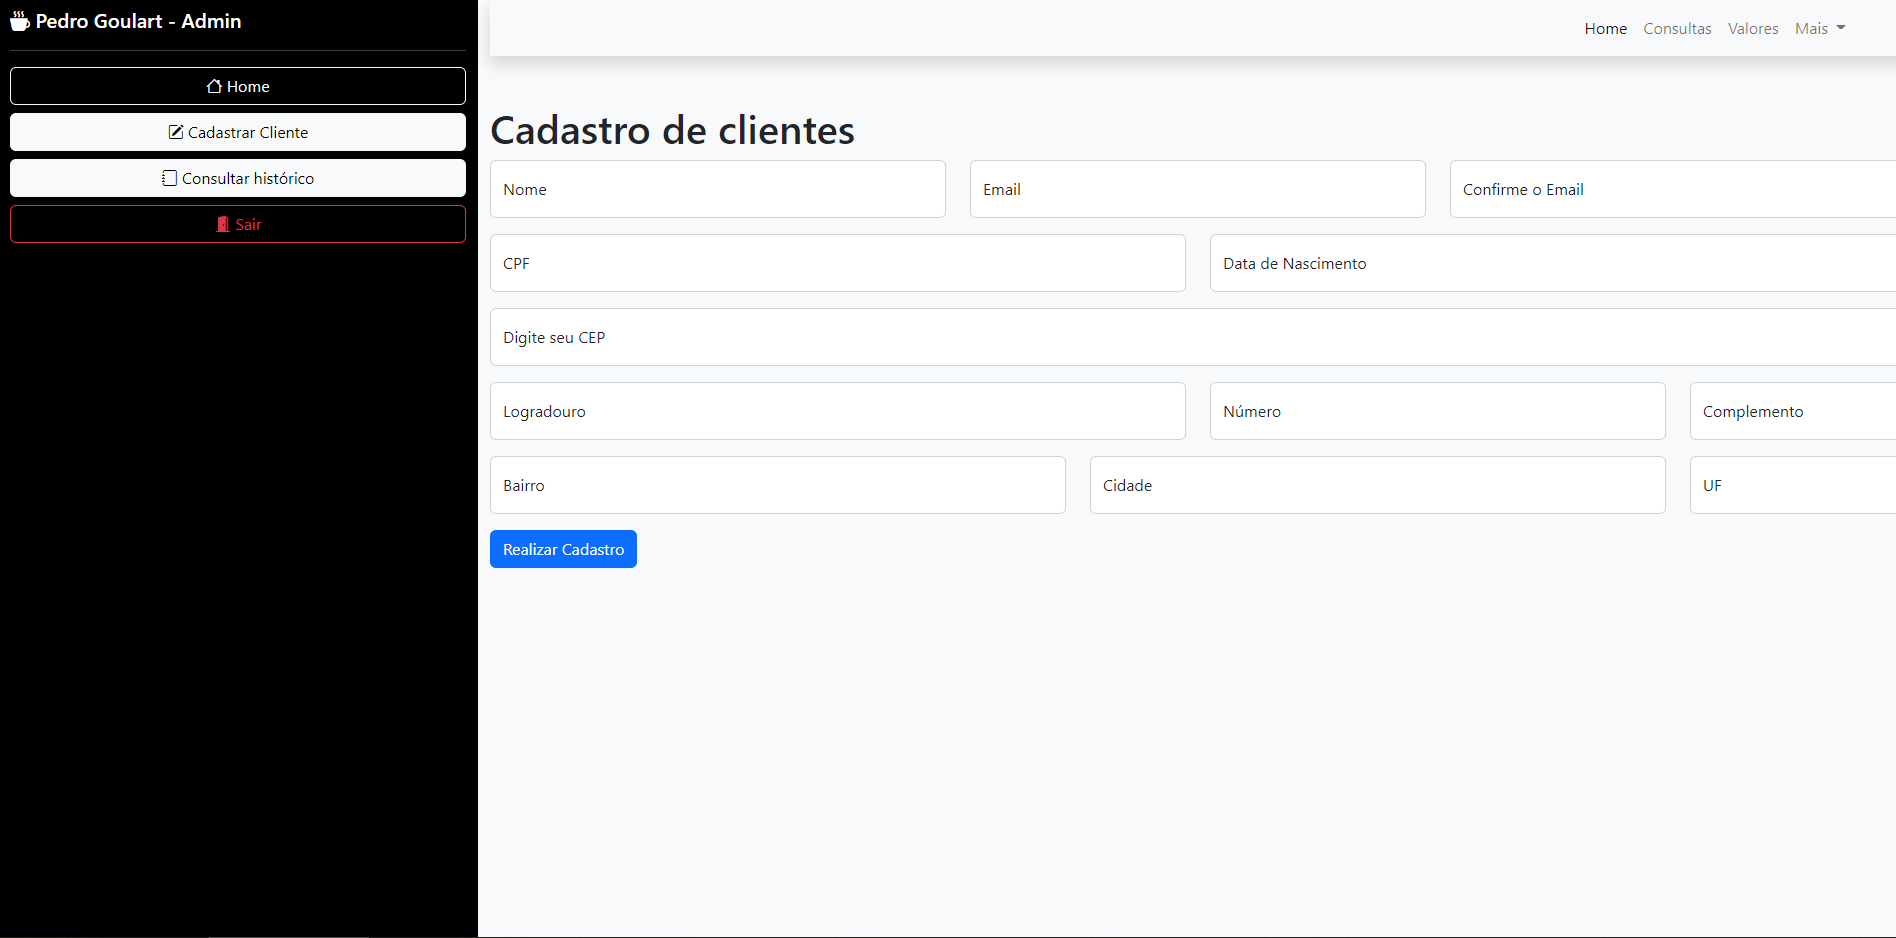 Pedro Goulart - Admin
Home
Cadastrar Cliente
Consultar histórico
Sair
Home Consultas Valores Mais
Cadastro de clientes
Nome Email Confirme o Email
CPF Data de Nascimento
Digite seu CEP
Logradouro Número Complemento
Bairro Cidade UF
Realizar Cadastro